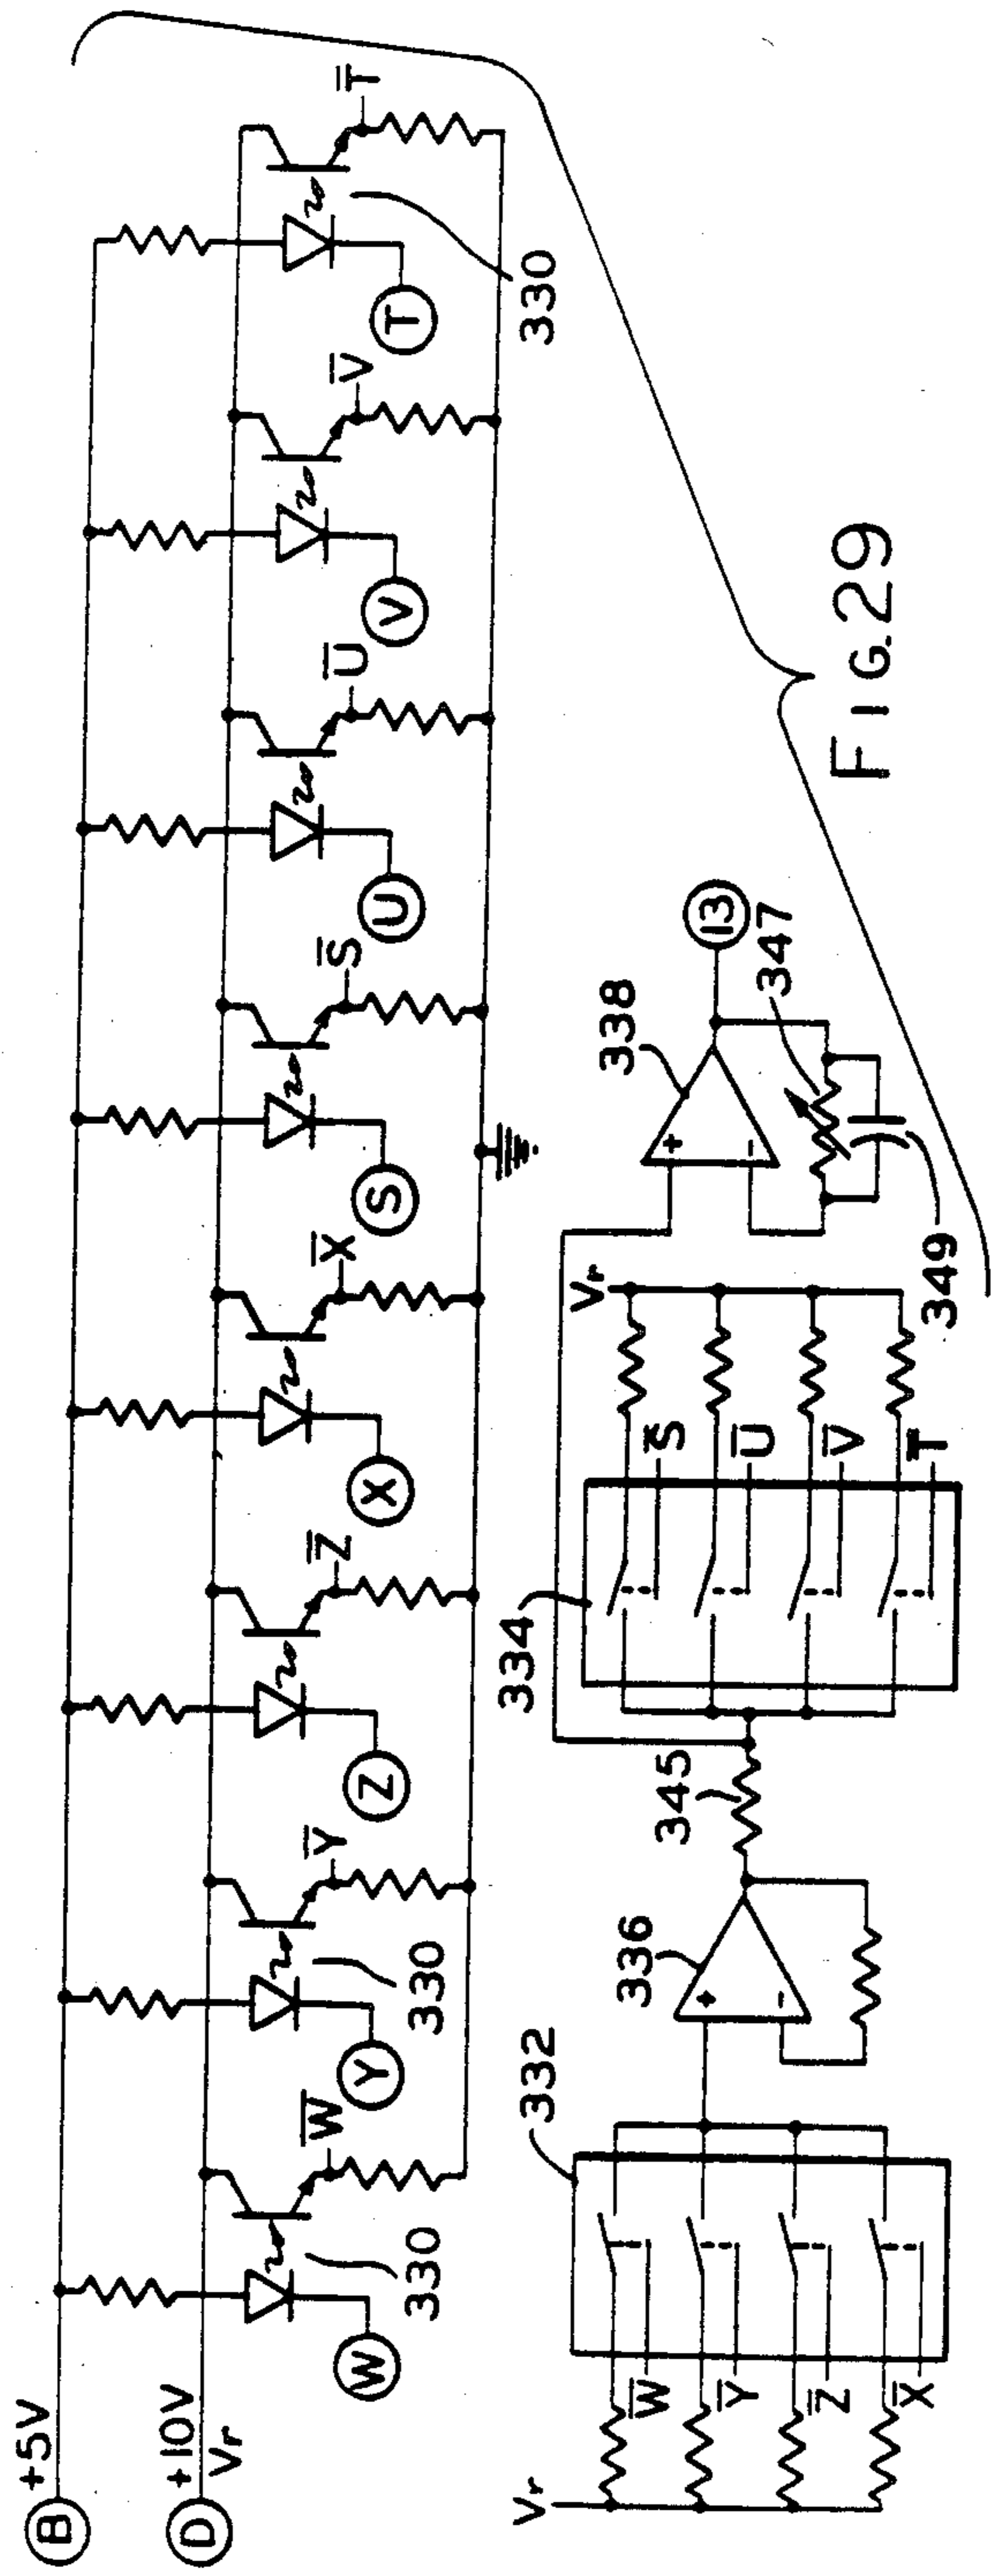 B +5V
D +10V
Vr
W̅ Y̅ Z̅ X̅ S̅ U̅ V̅ T̅
W Y Z X S U V T
330 330 330
332 336 345 334 338 13
347
349
Vr
W̅
Y̅
Z̅
X̅
+
-
Vr
S̅
U̅
V̅
T̅
+
-
FIG. 29